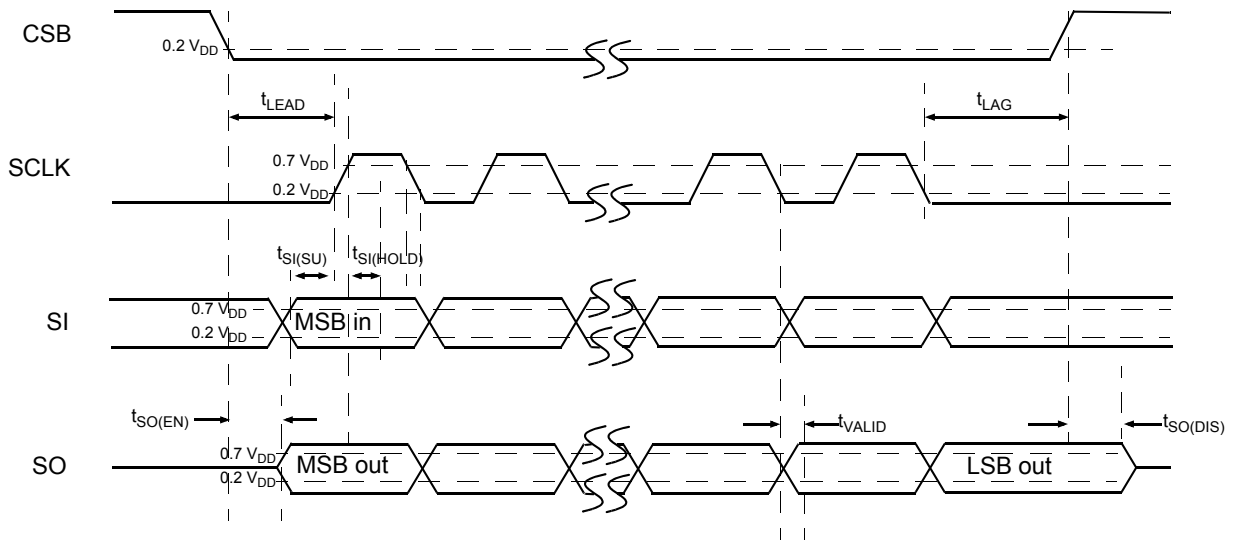 CSB
0.2 VDD
tLEAD
tLAG
SCLK
0.7 VDD
0.2 VDD
tSI(SU)
tSI(HOLD)
SI
0.7 VDD
0.2 VDD
MSB in
tSO(EN)
tVALID
tSO(DIS)
SO
0.7 VDD
0.2 VDD
MSB out
LSB out